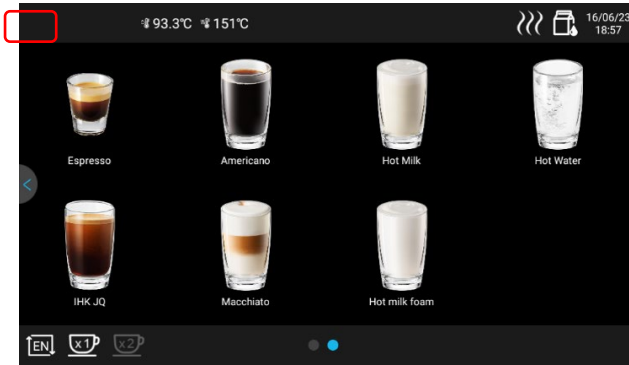 93.3℃ 151℃
16/06/23
18:57
Espresso Americano Hot Milk Hot Water
IHK JQ Macchiato Hot milk foam
EN x1 x2